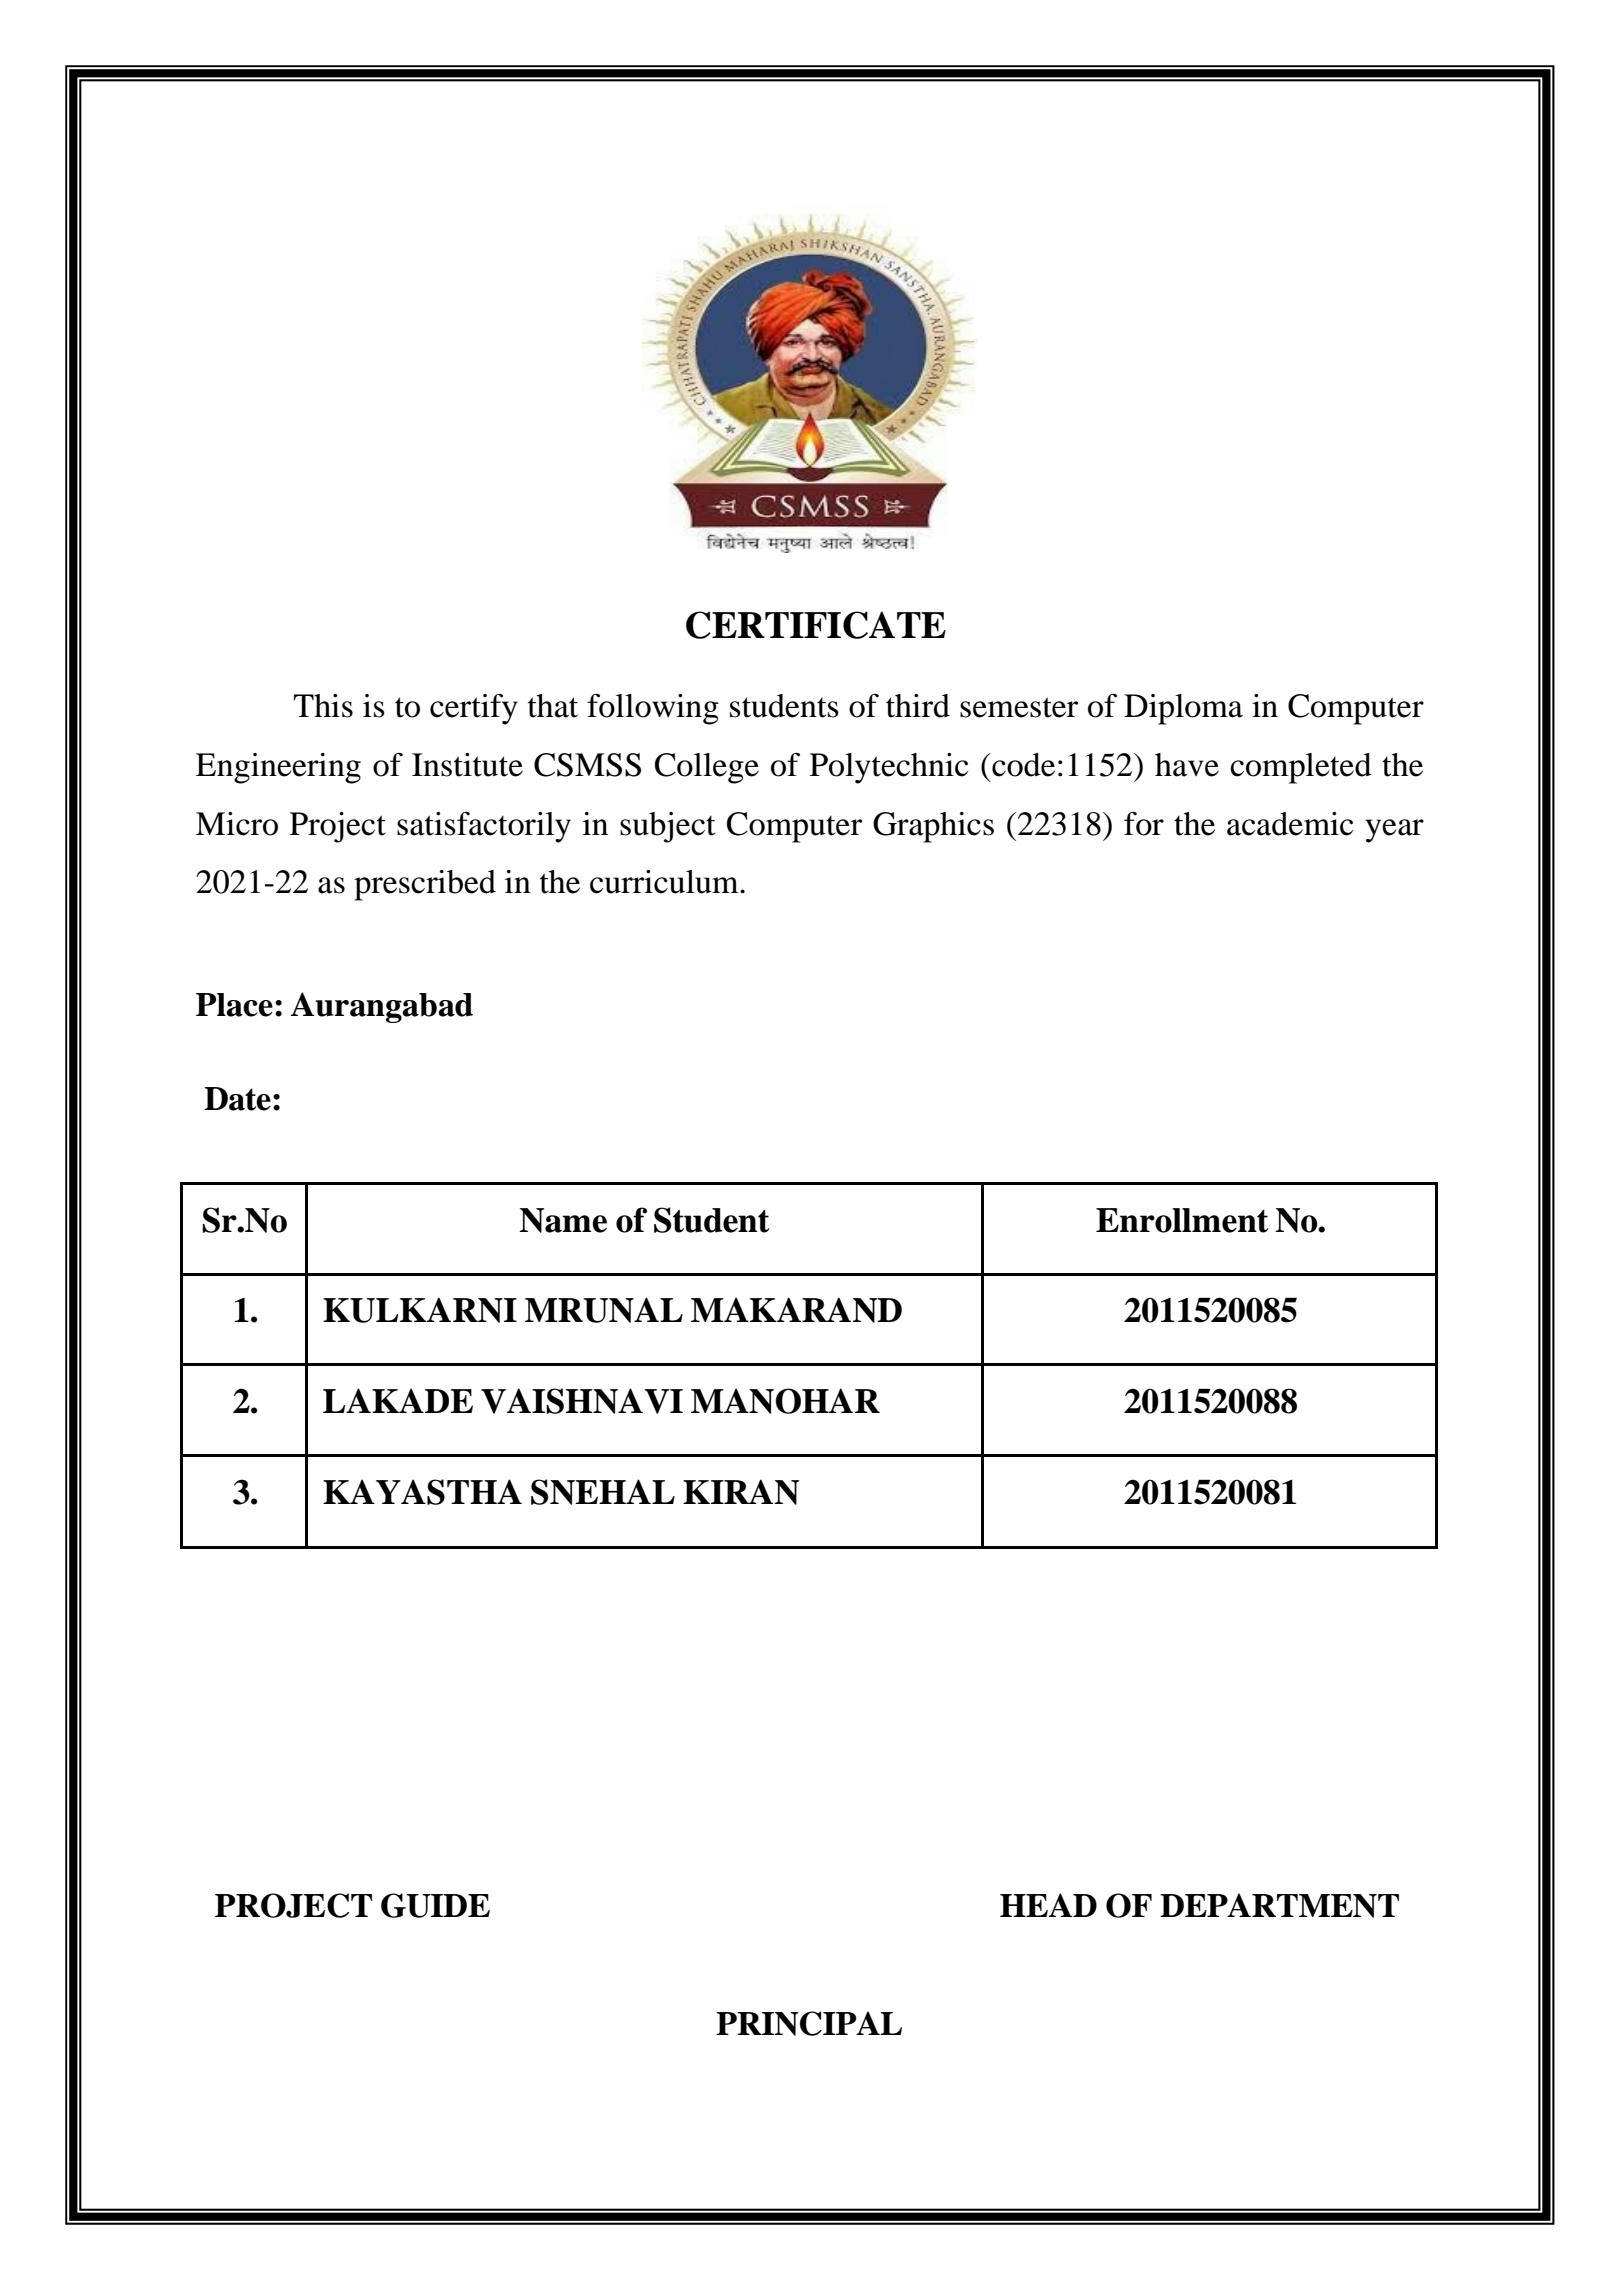 CHHATRAPATI SHAHU MAHARAJ SHIKSHAN SANSTHA, AURANGABAD
CSMSS
विद्येनेच मनुष्या आले श्रेष्ठत्व!
CERTIFICATE
This is to certify that following students of third semester of Diploma in Computer
Engineering of Institute CSMSS College of Polytechnic (code:1152) have completed the
Micro Project satisfactorily in subject Computer Graphics (22318) for the academic year
2021-22 as prescribed in the curriculum.
Place: Aurangabad
Date:
Sr.No Name of Student Enrollment No.
1. KULKARNI MRUNAL MAKARAND 2011520085
2. LAKADE VAISHNAVI MANOHAR 2011520088
3. KAYASTHA SNEHAL KIRAN 2011520081
PROJECT GUIDE HEAD OF DEPARTMENT
PRINCIPAL